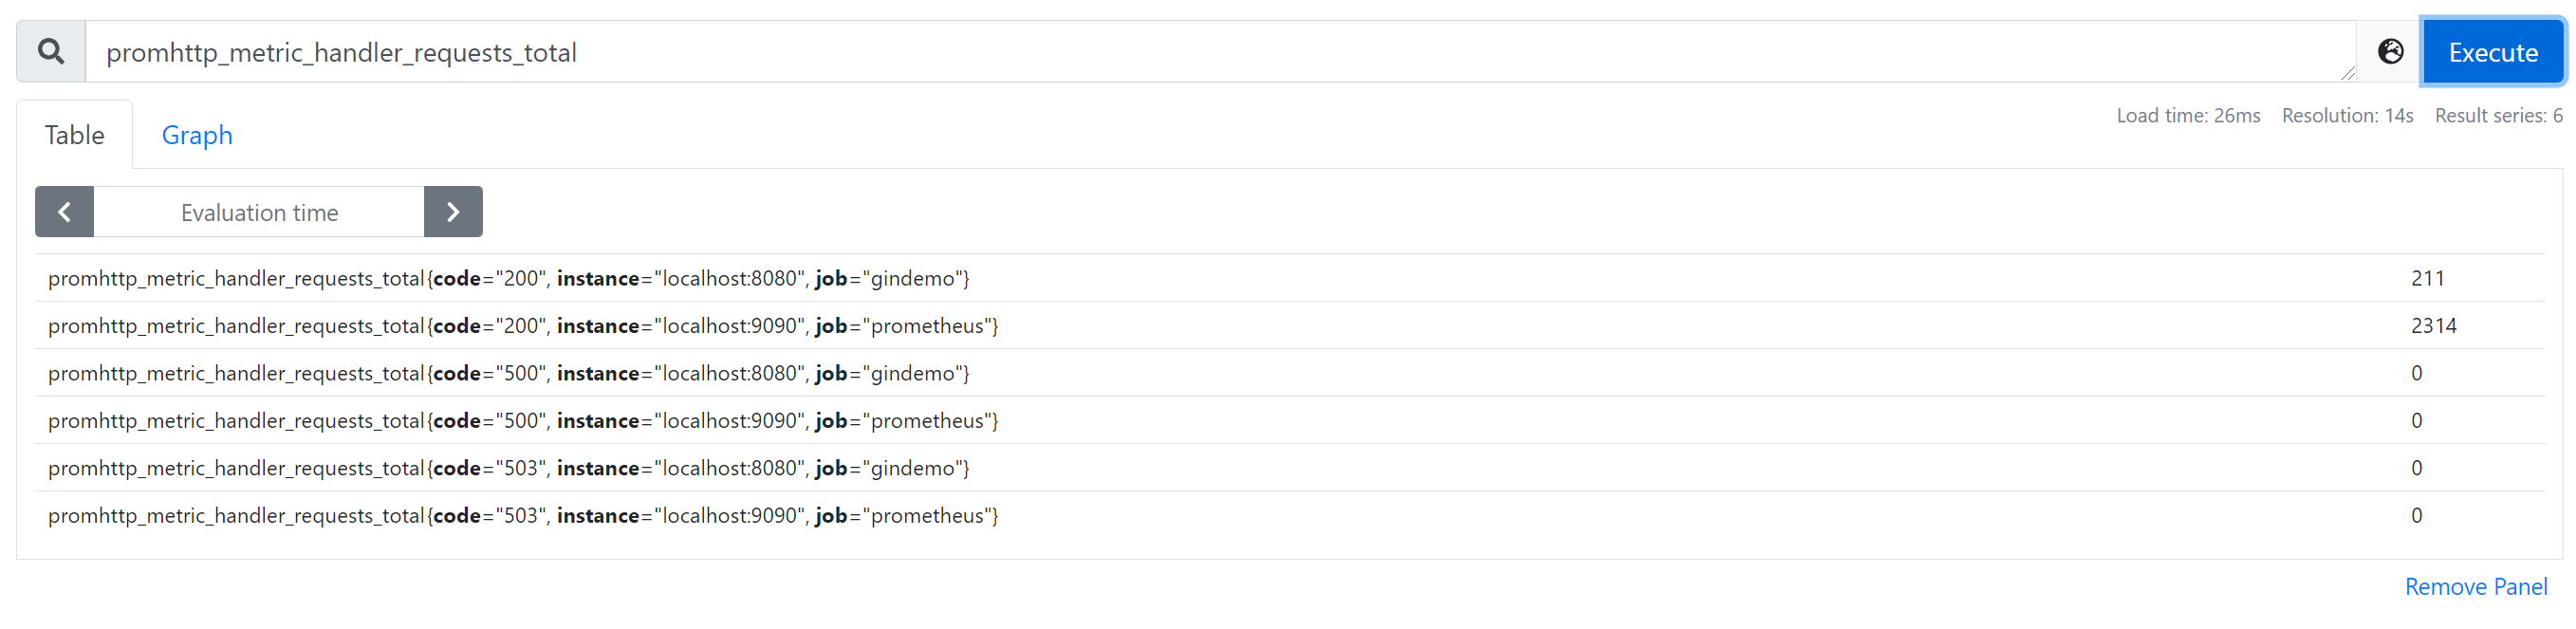 promhttp_metric_handler_requests_total
Execute
Table Graph Load time: 26ms Resolution: 14s Result series: 6
Evaluation time
promhttp_metric_handler_requests_total{code="200", instance="localhost:8080", job="gindemo"} 211
promhttp_metric_handler_requests_total{code="200", instance="localhost:9090", job="prometheus"} 2314
promhttp_metric_handler_requests_total{code="500", instance="localhost:8080", job="gindemo"} 0
promhttp_metric_handler_requests_total{code="500", instance="localhost:9090", job="prometheus"} 0
promhttp_metric_handler_requests_total{code="503", instance="localhost:8080", job="gindemo"} 0
promhttp_metric_handler_requests_total{code="503", instance="localhost:9090", job="prometheus"} 0
Remove Panel